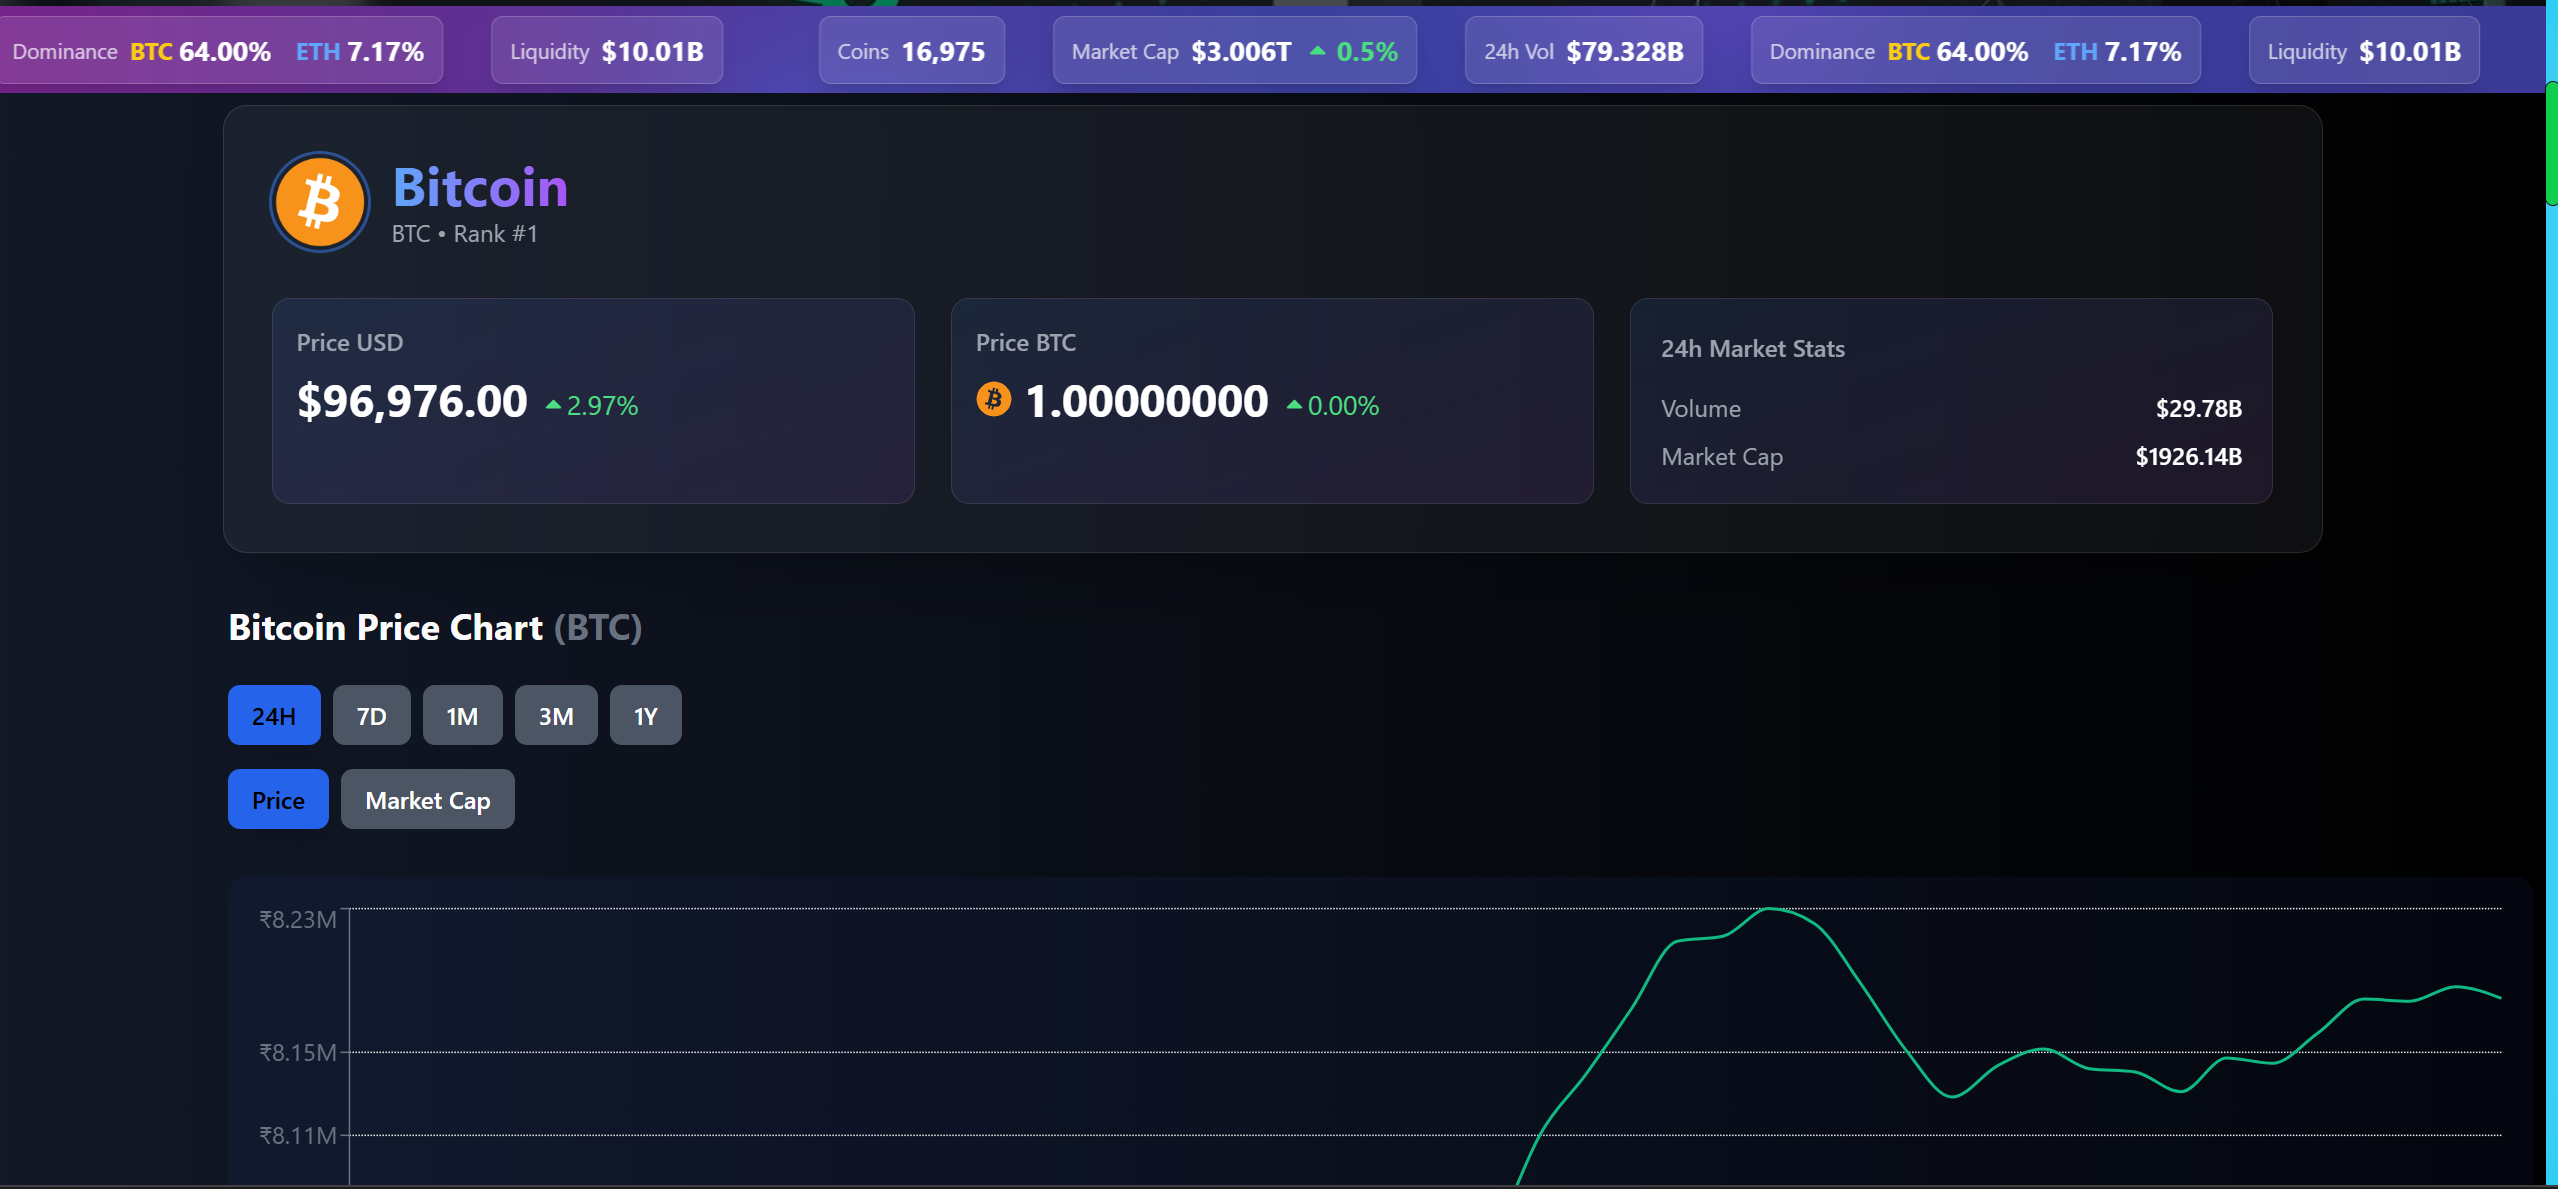 Dominance BTC 64.00% ETH 7.17% Liquidity $10.01B Coins 16,975 Market Cap $3.006T 0.5% 24h Vol $79.328B Dominance BTC 64.00% ETH 7.17% Liquidity $10.01B
Bitcoin
BTC • Rank #1
Price USD
$96,976.00 2.97%
Price BTC
1.00000000 0.00%
24h Market Stats
Volume $29.78B
Market Cap $1926.14B
Bitcoin Price Chart (BTC)
24H 7D 1M 3M 1Y
Price Market Cap
₹8.23M
₹8.15M
₹8.11M